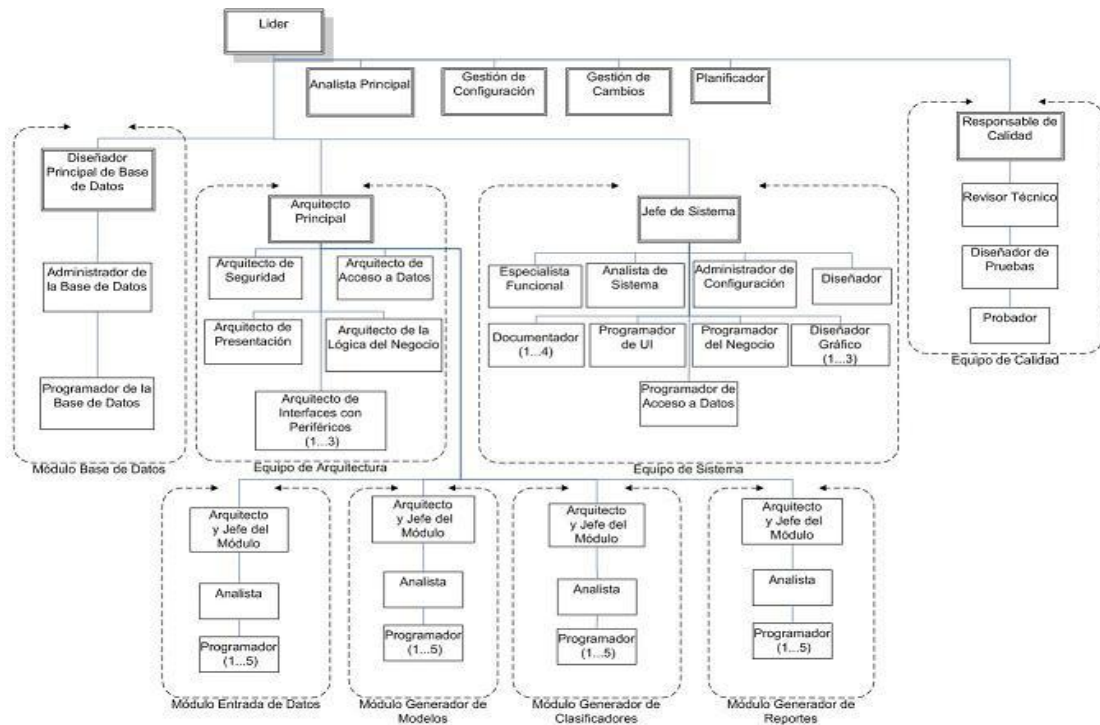 Líder
Analista Principal
Gestión de
Configuración
Gestión de
Cambios
Planificador
Diseñador
Principal de Base
de Datos
Administrador de
la Base de Datos
Programador de la
Base de Datos
Módulo Base de Datos
Arquitecto
Principal
Arquitecto de
Seguridad
Arquitecto de
Acceso a Datos
Arquitecto de
Presentación
Arquitecto de la
Lógica del Negocio
Arquitecto de
Interfaces con
Periféricos
(1...3)
Equipo de Arquitectura
Jefe de Sistema
Especialista
Funcional
Analista de
Sistema
Administrador de
Configuración
Diseñador
Documentador
(1...4)
Programador
de UI
Programador
del Negocio
Diseñador
Gráfico
(1...3)
Programador de
Acceso a Datos
Equipo de Sistema
Responsable de
Calidad
Revisor Técnico
Diseñador de
Pruebas
Probador
Equipo de Calidad
Arquitecto
y Jefe del
Módulo
Analista
Programador
(1...5)
Módulo Entrada de Datos
Arquitecto
y Jefe del
Módulo
Analista
Programador
(1...5)
Módulo Generador de
Modelos
Arquitecto
y Jefe del
Módulo
Analista
Programador
(1...5)
Módulo Generador de
Clasificadores
Arquitecto
y Jefe del
Módulo
Analista
Programador
(1...5)
Módulo Generador de
Reportes